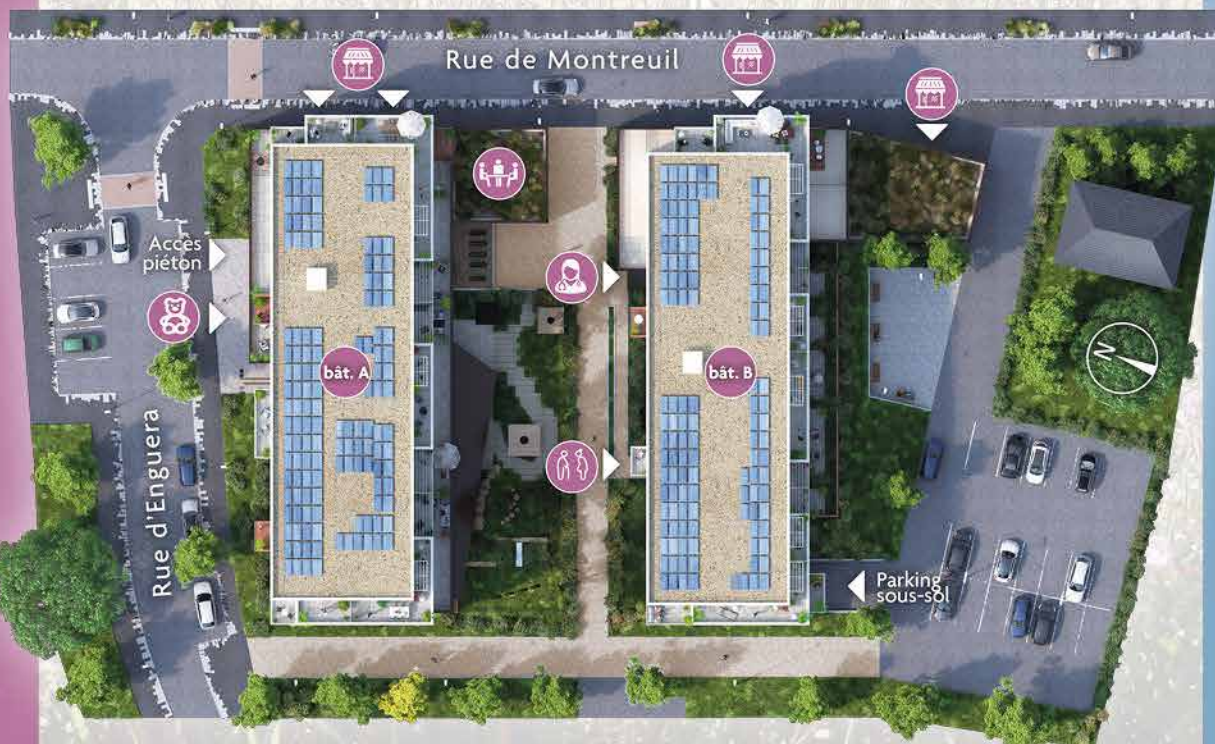 Rue de Montreuil
Accès
piéton
bât. A
bât. B
N
Rue d'Enguera
Parking
sous-sol